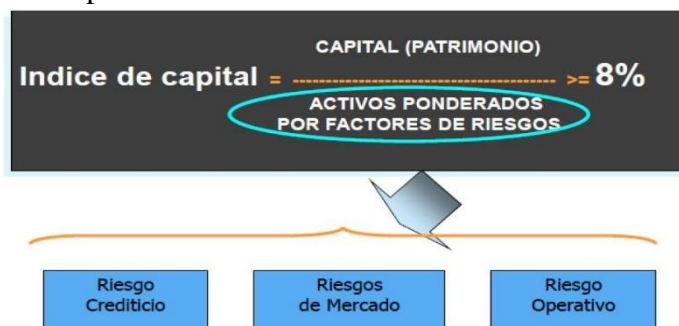 CAPITAL (PATRIMONIO)
Indice de capital = ---------------------------------------- >= 8%
ACTIVOS PONDERADOS
POR FACTORES DE RIESGOS
Riesgo
Crediticio
Riesgos
de Mercado
Riesgo
Operativo